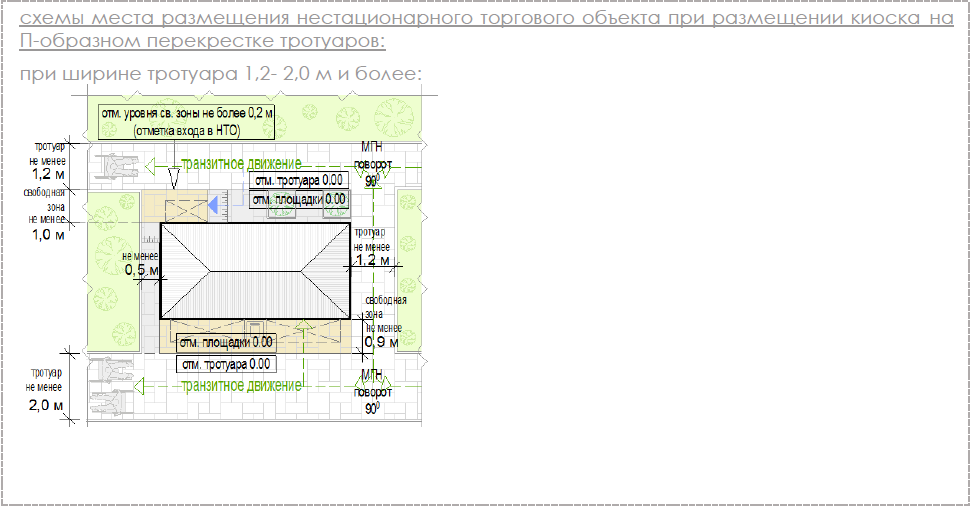 схемы места размещения нестационарного торгового объекта при размещении киоска на
П-образном перекрестке тротуаров:
при ширине тротуара 1,2- 2,0 м и более:
отм. уровня св. зоны не более 0,2 м
(отметка входа в НТО)
тротуар
не менее
1,2 м
транзитное движение
МГН
поворот
90⁰
отм. тротуара 0.00
отм. площадки 0.00
свободная
зона
не менее
1,0 м
тротуар
не менее
1,2 м
не менее
0,5 м
свободная
зона
не менее
0,9 м
отм. площадки 0.00
отм. тротуара 0.00
тротуар
не менее
2,0 м
транзитное движение
МГН
поворот
90⁰